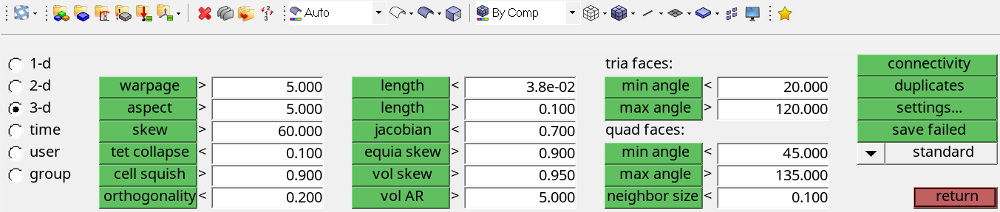 Auto By Comp
1-d tria faces: connectivity
2-d warpage > 5.000 length < 3.8e-02 min angle < 20.000 duplicates
3-d aspect > 5.000 length > 0.100 max angle > 120.000 settings...
time skew > 60.000 jacobian < 0.700 quad faces: save failed
user tet collapse < 0.100 equia skew > 0.900 min angle < 45.000 standard
group cell squish > 0.900 vol skew > 0.950 max angle > 135.000
orthogonality < 0.200 vol AR > 5.000 neighbor size < 0.100 return